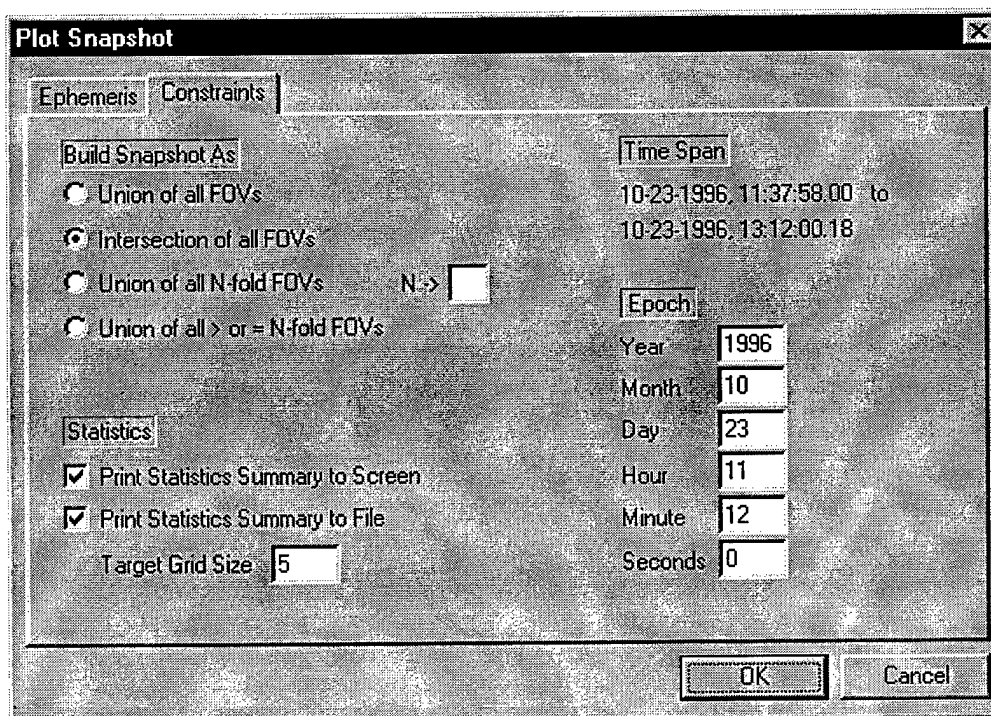 Plot Snapshot
Ephemeris
Constraints
Build Snapshot As
Union of all FOVs
Intersection of all FOVs
Union of all N-fold FOVs
N ->
Union of all > or = N-fold FOVs
Statistics
Print Statistics Summary to Screen
Print Statistics Summary to File
Target Grid Size 5
Time Span
10-23-1996, 11:37:58.00 to
10-23-1996, 13:12:00.18
Epoch
Year 1996
Month 10
Day 23
Hour 11
Minute 12
Seconds 0
OK
Cancel